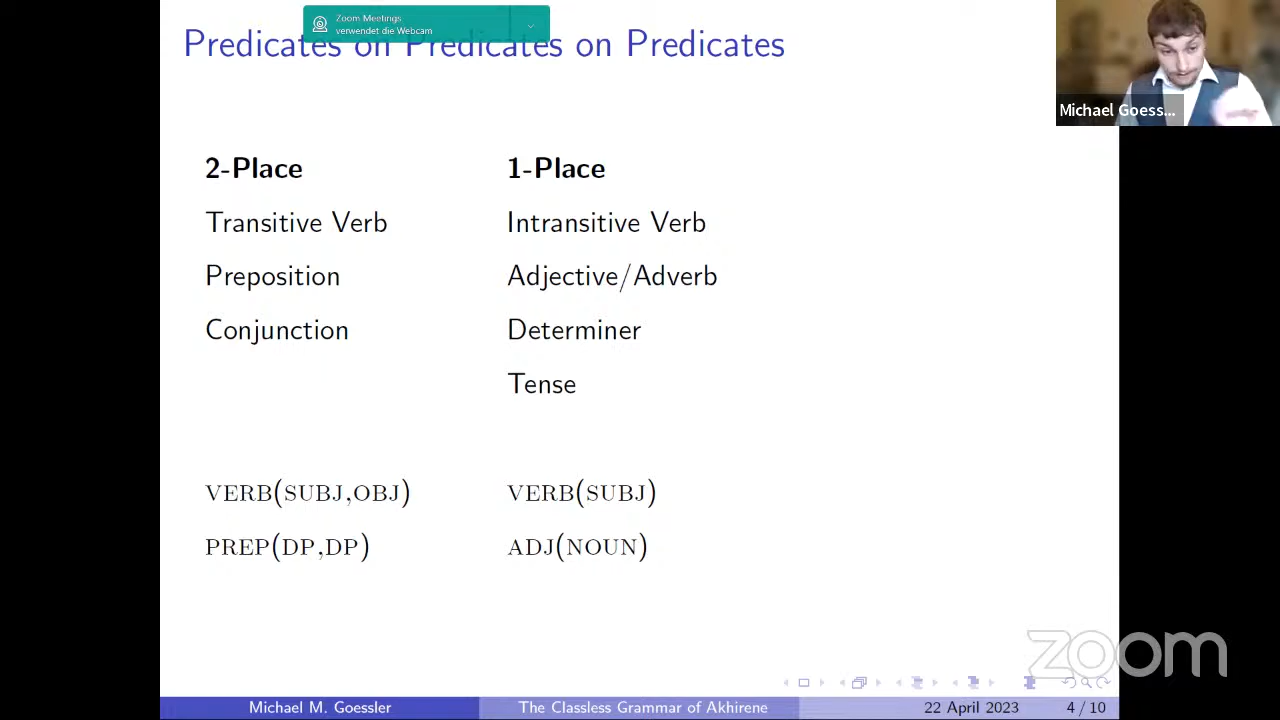 Zoom Meetings
verwendet die Webcam
Predicates on Predicates on Predicates
Michael Goess...
2-Place 1-Place
Transitive Verb Intransitive Verb
Preposition Adjective/Adverb
Conjunction Determiner
Tense
VERB(SUBJ,OBJ) VERB(SUBJ)
PREP(DP,DP) ADJ(NOUN)
zoom
Michael M. Goessler The Classless Grammar of Akhirene 22 April 2023 4 / 10